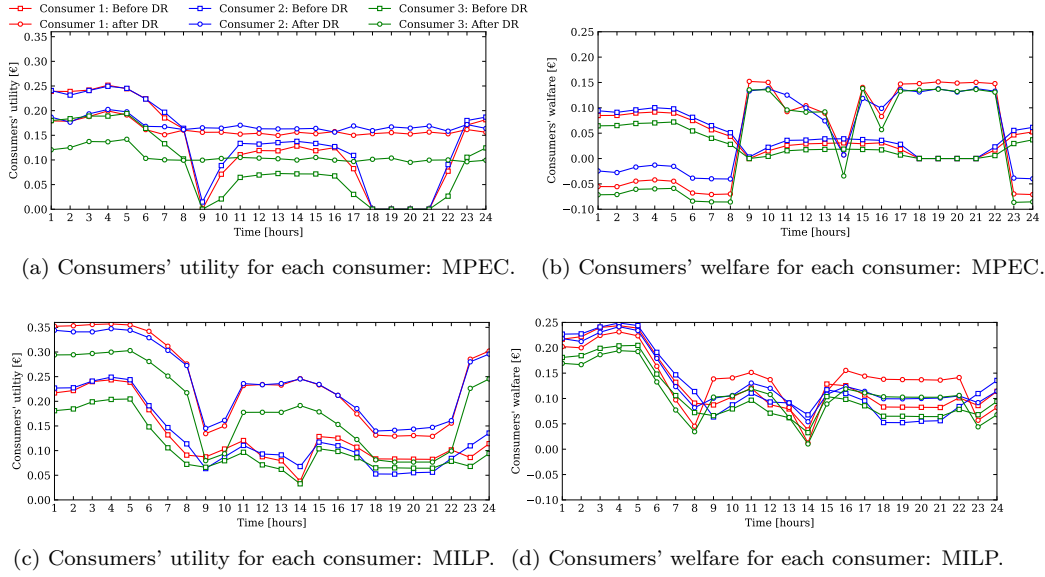 Consumer 1: Before DR Consumer 2: Before DR Consumer 3: Before DR
Consumer 1: after DR Consumer 2: After DR Consumer 3: After DR
Consumers' utility [€]
0.35
0.30
0.25
0.20
0.15
0.10
0.05
0.00
1 2 3 4 5 6 7 8 9 10 11 12 13 14 15 16 17 18 19 20 21 22 23 24
Time [hours]
Consumers' walfare [€]
0.25
0.20
0.15
0.10
0.05
0.00
−0.05
−0.10
1 2 3 4 5 6 7 8 9 10 11 12 13 14 15 16 17 18 19 20 21 22 23 24
Time [hours]
(a) Consumers' utility for each consumer: MPEC.
(b) Consumers' welfare for each consumer: MPEC.
Consumers' utiltiy [€]
0.35
0.30
0.25
0.20
0.15
0.10
0.05
0.00
1 2 3 4 5 6 7 8 9 10 11 12 13 14 15 16 17 18 19 20 21 22 23 24
Time [hours]
Consumers' walfare [€]
0.25
0.20
0.15
0.10
0.05
0.00
−0.05
−0.10
1 2 3 4 5 6 7 8 9 10 11 12 13 14 15 16 17 18 19 20 21 22 23 24
Time [hours]
(c) Consumers' utility for each consumer: MILP.
(d) Consumers' welfare for each consumer: MILP.